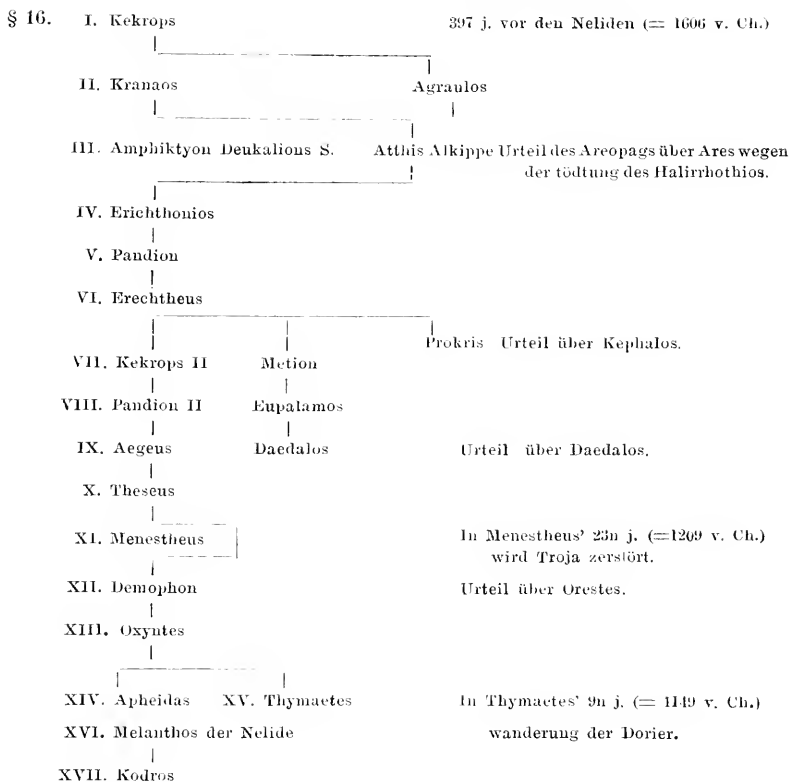 § 16. I. Kekrops 397 j. vor den Neliden (= 1606 v. Ch.)
II. Kranaos Agraulos
III. Amphiktyon Deukalions S. Atthis Alkippe Urteil des Areopags über Ares wegen
der tödtung des Halirrhothios.
IV. Erichthonios
V. Pandion
VI. Erechtheus
Prokris Urteil über Kephalos.
VII. Kekrops II Metion
VIII. Pandion II Eupalamos
IX. Aegeus Daedalos Urteil über Daedalos.
X. Theseus
XI. Menestheus In Menestheus' 23n j. (=1209 v. Ch.)
wird Troja zerstört.
XII. Demophon Urteil über Orestes.
XIII. Oxyntes
XIV. Apheidas XV. Thymaetes In Thymaetes' 9n j. (= 1149 v. Ch.)
XVI. Melanthos der Nelide wanderung der Dorier.
XVII. Kodros